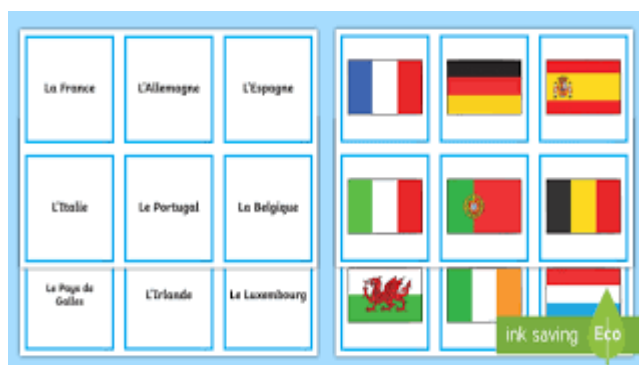 La France
L'Allemagne
L'Espagne
L'Italie
Le Portugal
La Belgique
Le Pays de
Galles
L'Irlande
Le Luxembourg
ink saving
Eco